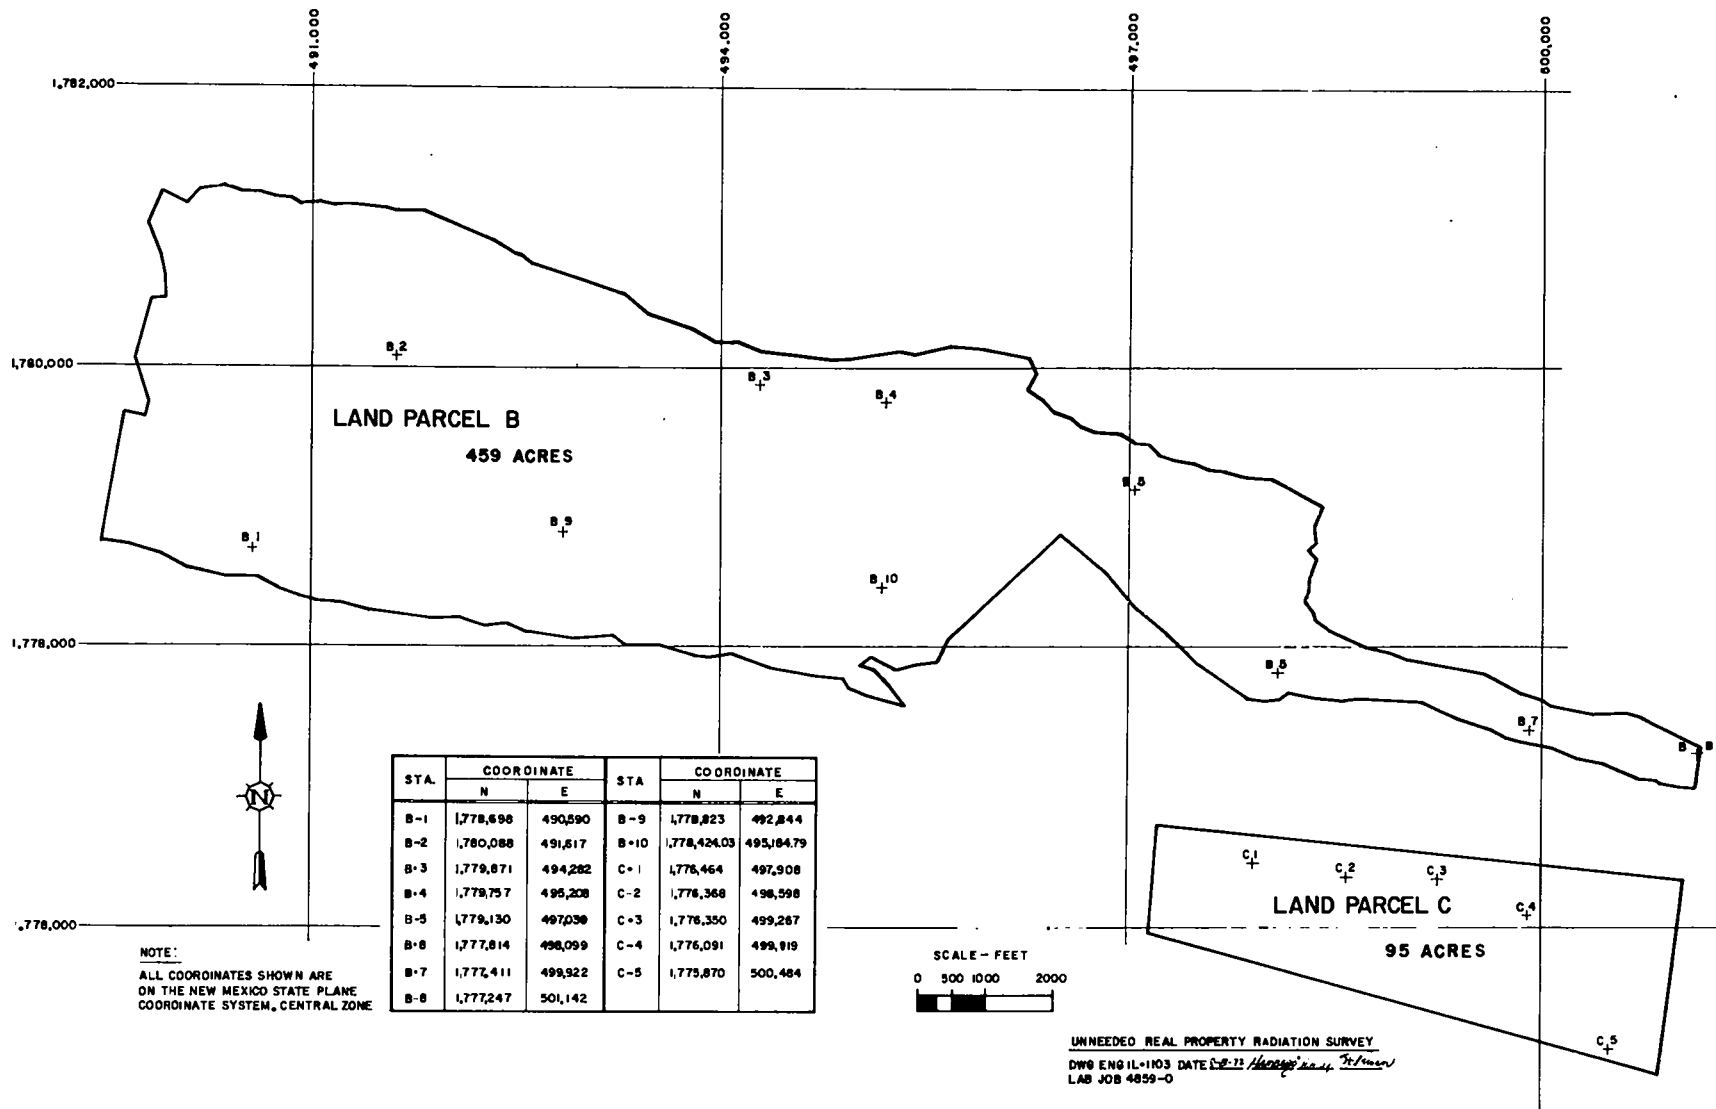 491,000
494,000
497,000
600,000
1,782,000
1,780,000
1,778,000
1,778,000
B 2
B 3
B 4
LAND PARCEL B
459 ACRES
B 1
B 9
B 5
B 10
B 6
B 7
B 8
STA. COORDINATE STA COORDINATE
N E N E
B-1 1,778,698 490,590 B-9 1,778,823 492,844
B-2 1,780,088 491,617 B-10 1,778,424.03 495,184.79
B-3 1,779,871 494,282 C-1 1,776,464 497,908
B-4 1,779,757 495,208 C-2 1,776,368 498,598
B-5 1,779,130 497,039 C-3 1,776,350 499,267
B-6 1,777,814 498,099 C-4 1,776,091 499,919
B-7 1,777,411 499,922 C-5 1,775,870 500,484
B-8 1,777,247 501,142
C 1
C 2
C 3
LAND PARCEL C
C 4
95 ACRES
C 5
N
NOTE:
ALL COORDINATES SHOWN ARE
ON THE NEW MEXICO STATE PLANE
COORDINATE SYSTEM, CENTRAL ZONE
SCALE - FEET
0 500 1000 2000
UNNEEDED REAL PROPERTY RADIATION SURVEY
DWG ENG 1L-1103 DATE
LAB JOB 4859-0